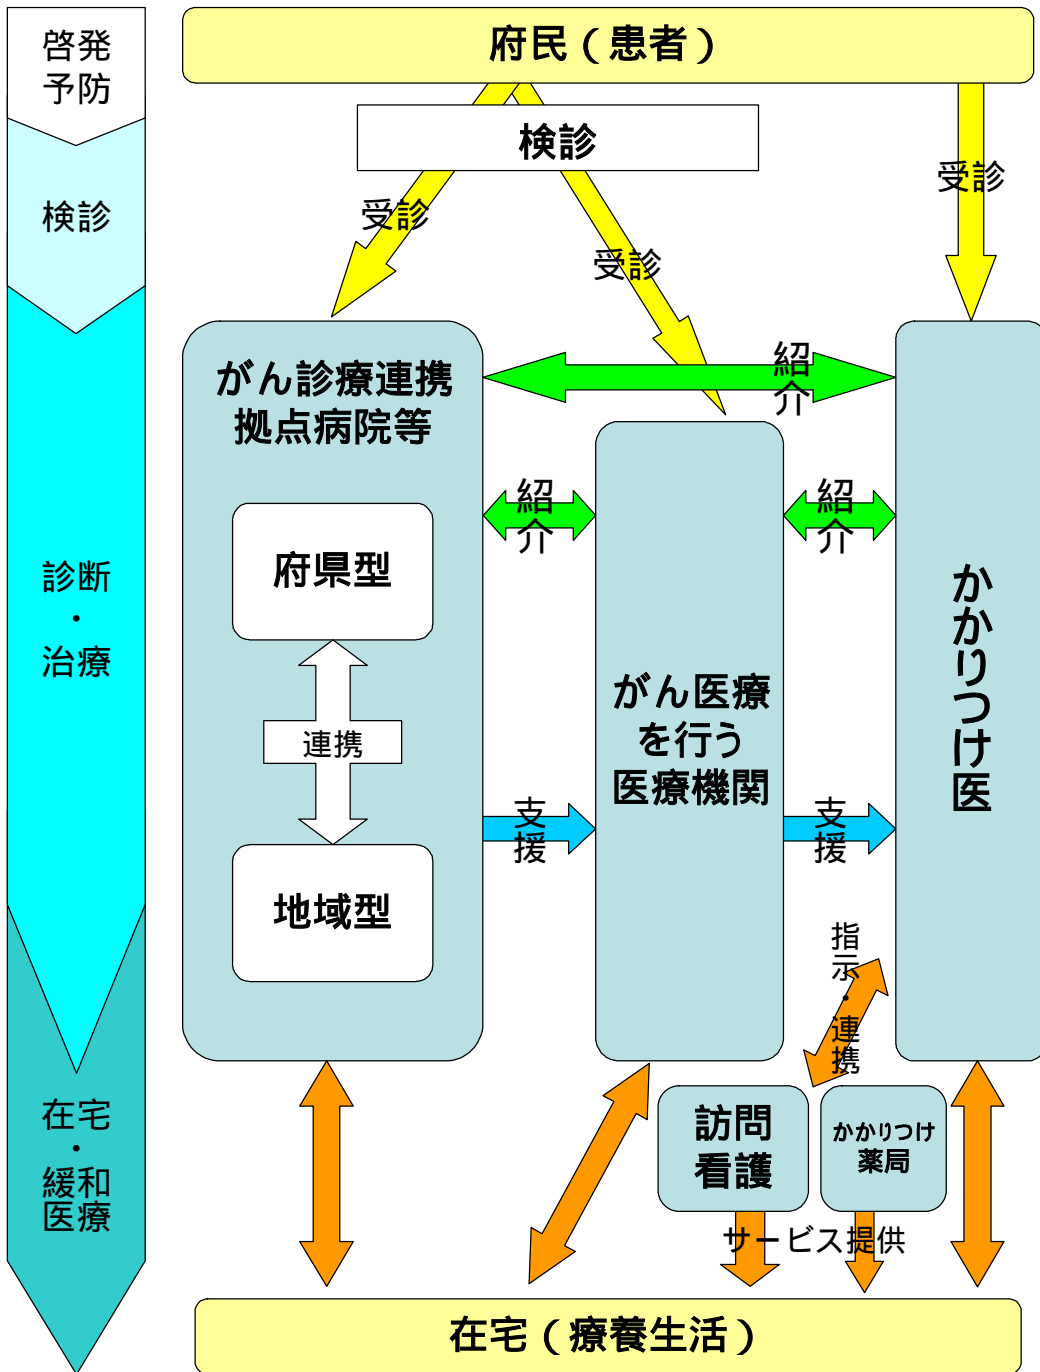 啓発
予防
検診
診断
・
治療
在宅
・
緩和
医療
府民（患者）
検診
受診
受診
受診
がん診療連携
拠点病院等
府県型
連携
地域型
紹介
紹介
紹介
がん医療
を行う
医療機関
支援
支援
かかりつけ医
指示・連携
訪問
看護
かかりつけ
薬局
サービス提供
在宅（療養生活）